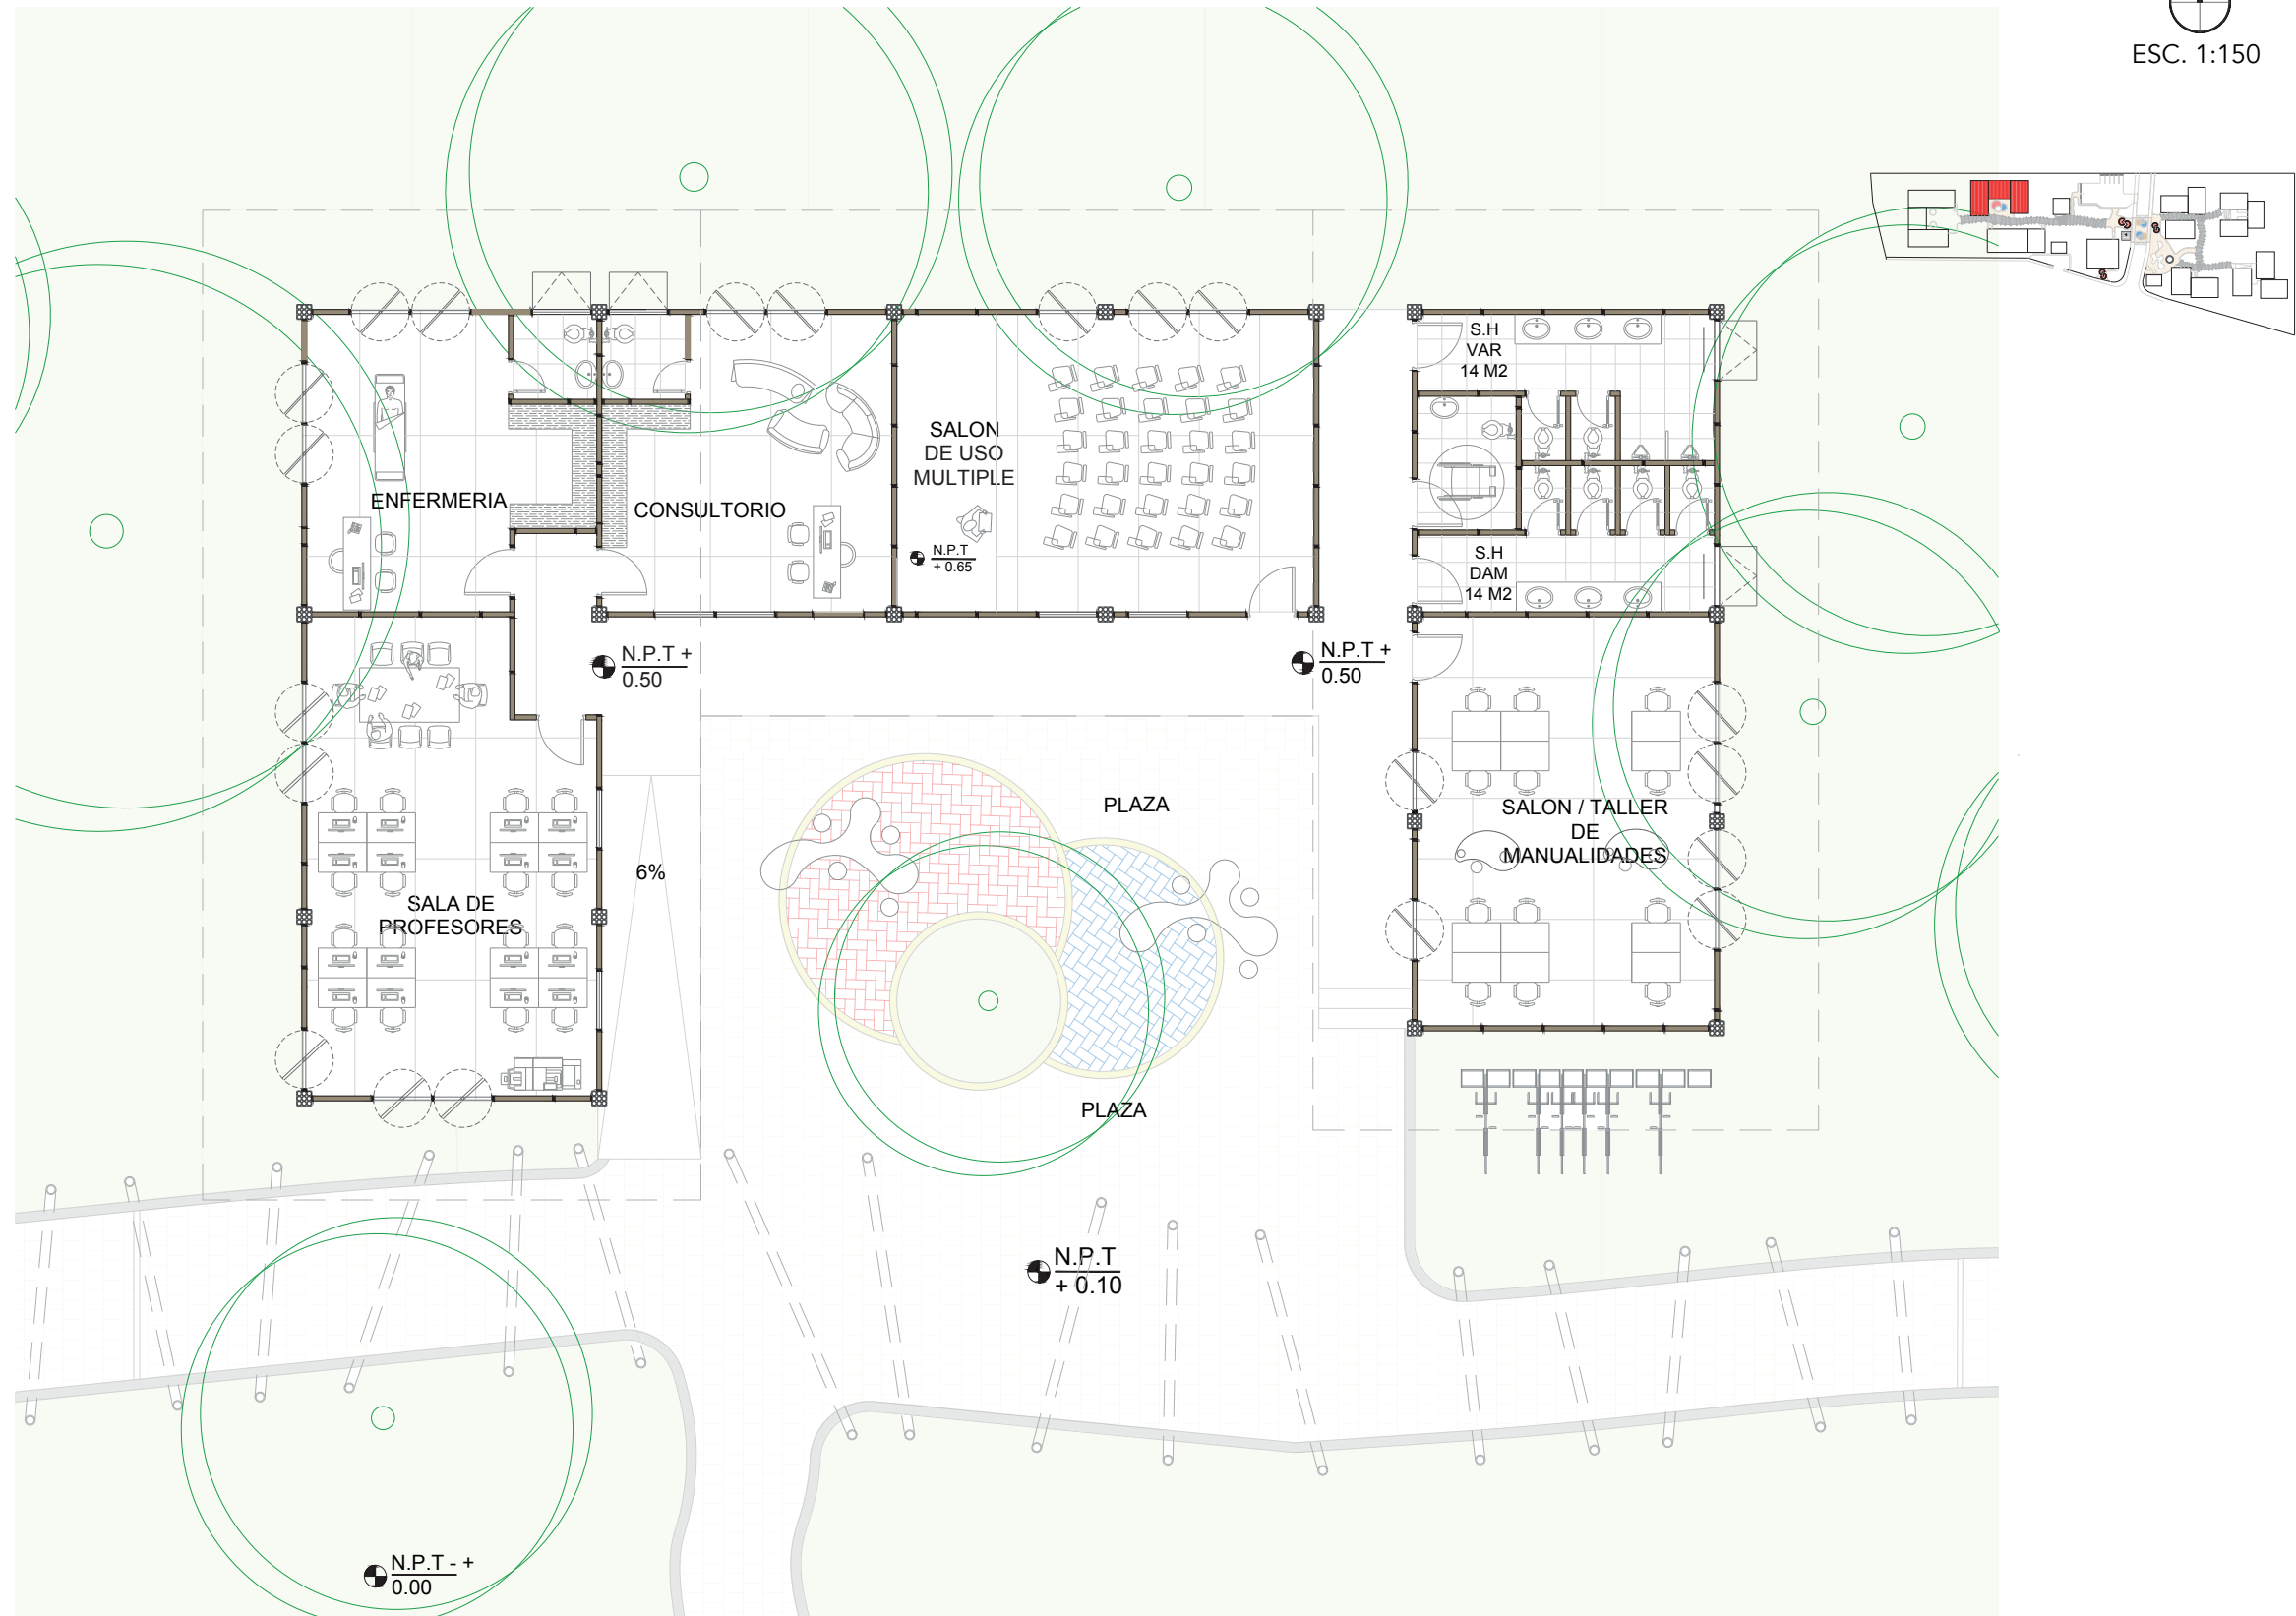 ESC. 1:150
S.H
VAR
14 M2
SALON
DE USO
MULTIPLE
ENFERMERIA
CONSULTORIO
N.P.T
+ 0.65
S.H
DAM
14 M2
N.P.T +
0.50
N.P.T +
0.50
PLAZA
SALON / TALLER
DE
MANUALIDADES
6%
SALA DE
PROFESORES
PLAZA
N.P.T
+ 0.10
N.P.T - +
0.00